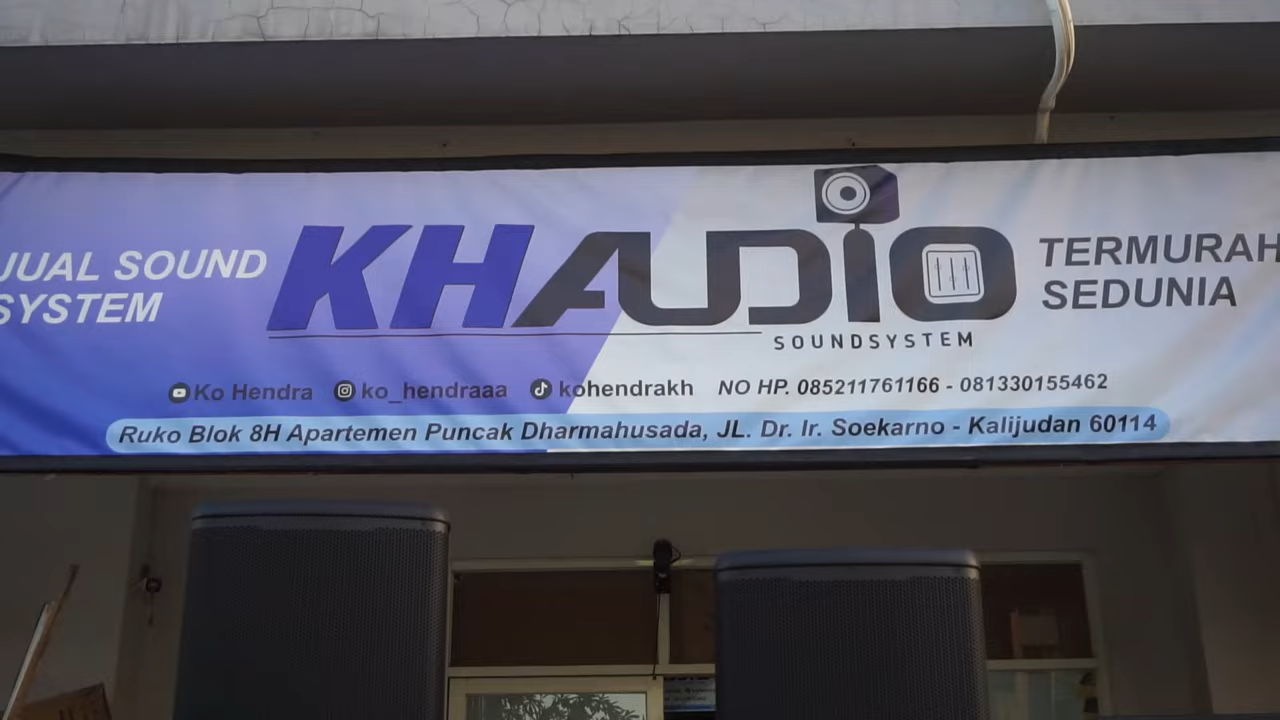 JUAL SOUND
SYSTEM
KHAUDIO
SOUNDSYSTEM
TERMURAH
SEDUNIA
Ko Hendra ko_hendraaa kohendrakh NO HP. 085211761166 - 081330155462
Ruko Blok 8H Apartemen Puncak Dharmahusada, JL. Dr. Ir. Soekarno - Kalijudan 60114